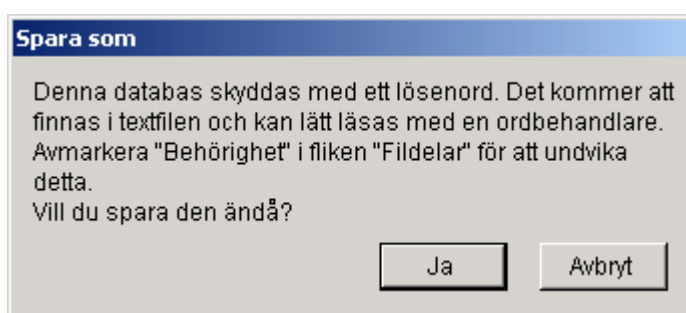 Spara som
Denna databas skyddas med ett lösenord. Det kommer att
finnas i textfilen och kan lätt läsas med en ordbehandlare.
Avmarkera "Behörighet" i fliken "Fildelar" för att undvika
detta.
Vill du spara den ändå?
Ja
Avbryt